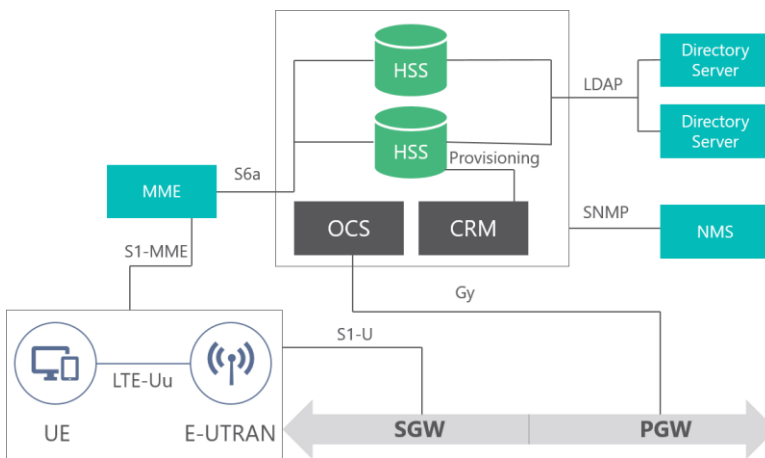 HSS
Directory
Server
LDAP
HSS
Directory
Server
Provisioning
S6a
MME
OCS
CRM
SNMP
NMS
S1-MME
Gy
S1-U
LTE-Uu
UE
E-UTRAN
SGW
PGW